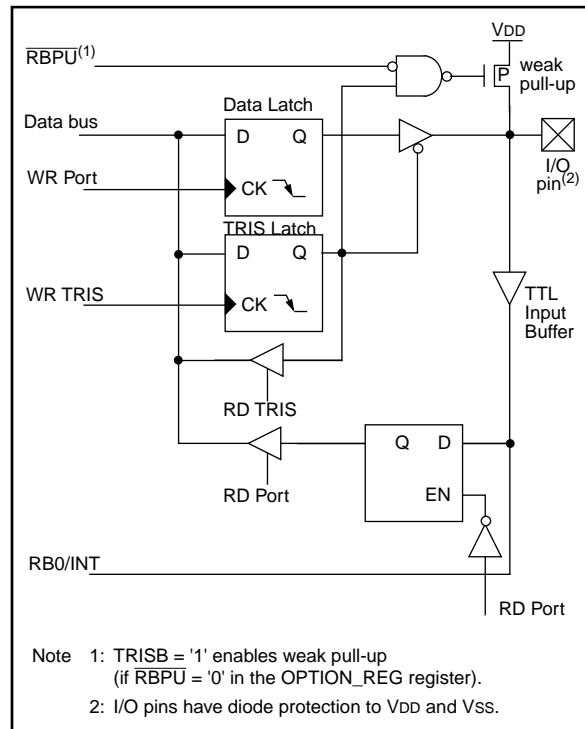 VDD
RBPU(1)
P
weak
pull-up
Data Latch
Data bus
D Q
I/O
pin(2)
WR Port
CK
TRIS Latch
D Q
WR TRIS
CK
TTL
Input
Buffer
RD TRIS
Q D
RD Port
EN
RB0/INT
RD Port
Note 1: TRISB = '1' enables weak pull-up
(if RBPU = '0' in the OPTION_REG register).
2: I/O pins have diode protection to VDD and VSS.